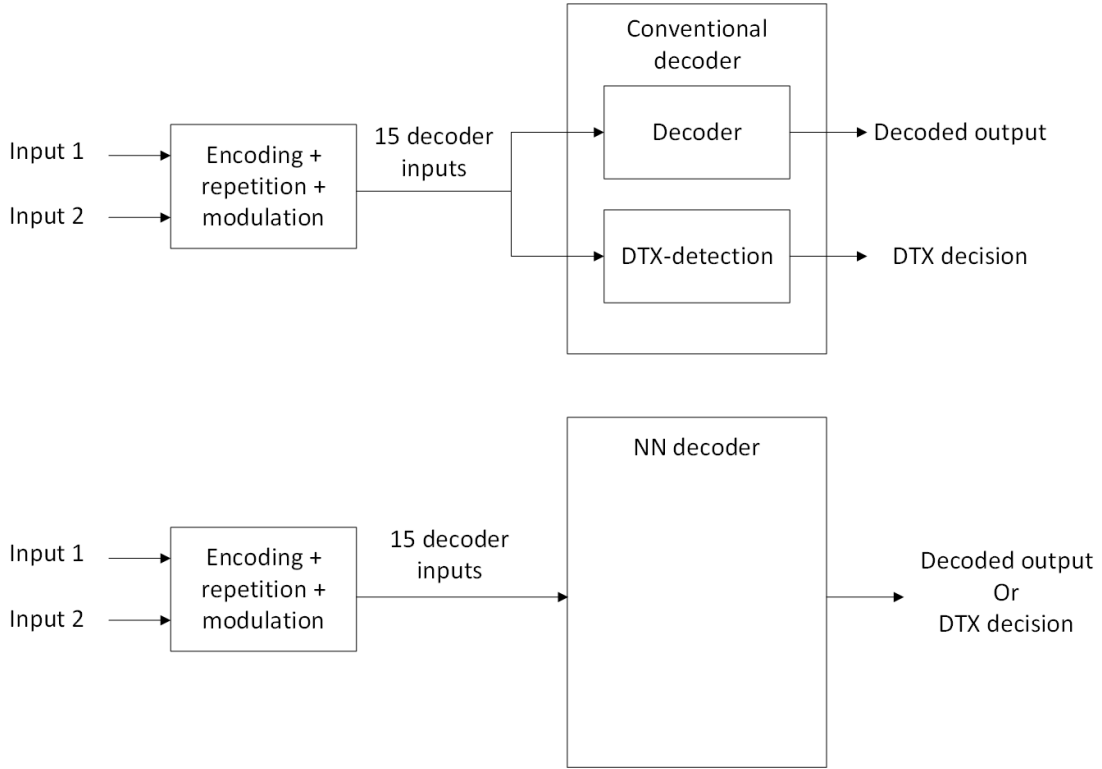 Conventional
decoder
Input 1
Input 2
Encoding +
repetition +
modulation
15 decoder
inputs
Decoder
Decoded output
DTX-detection
DTX decision
NN decoder
Input 1
Input 2
Encoding +
repetition +
modulation
15 decoder
inputs
Decoded output
Or
DTX decision